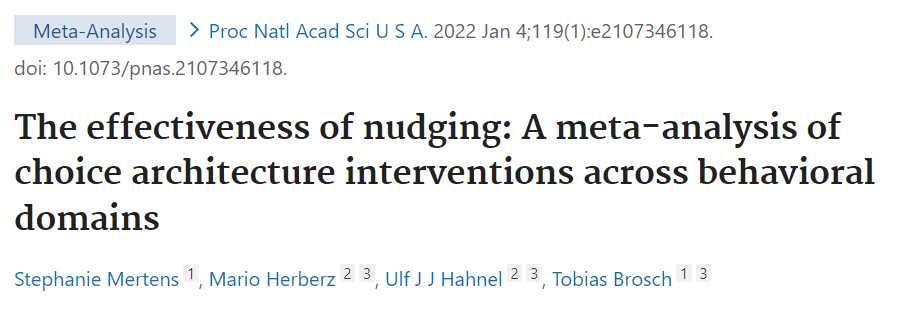 Meta-Analysis > Proc Natl Acad Sci U S A. 2022 Jan 4;119(1):e2107346118.
doi: 10.1073/pnas.2107346118.
The effectiveness of nudging: A meta-analysis of
choice architecture interventions across behavioral
domains
Stephanie Mertens 1, Mario Herberz 2 3, Ulf J J Hahnel 2 3, Tobias Brosch 1 3